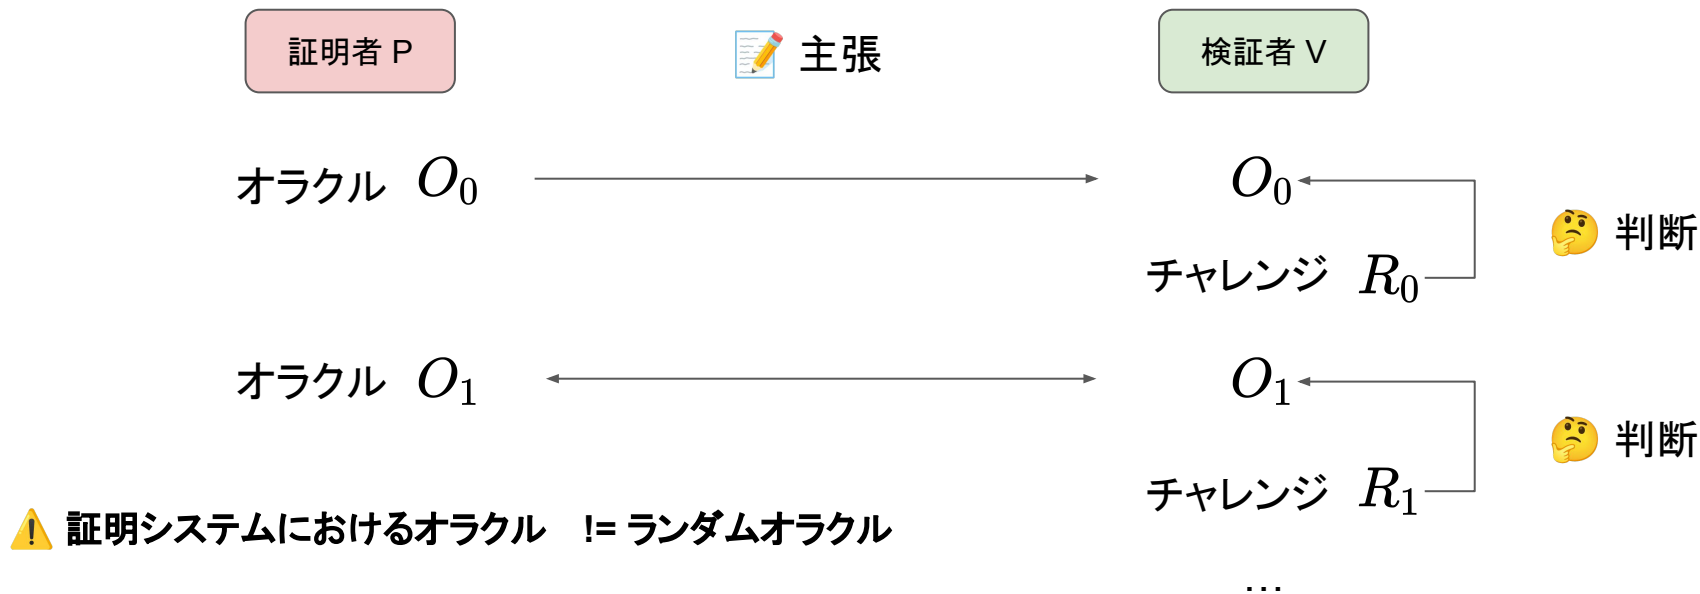 証明者 P
📝 主張
検証者 V
オラクル O₀
O₀
🤔 判断
チャレンジ R₀
オラクル O₁
O₁
🤔 判断
チャレンジ R₁
⚠️ 証明システムにおけるオラクル != ランダムオラクル
...